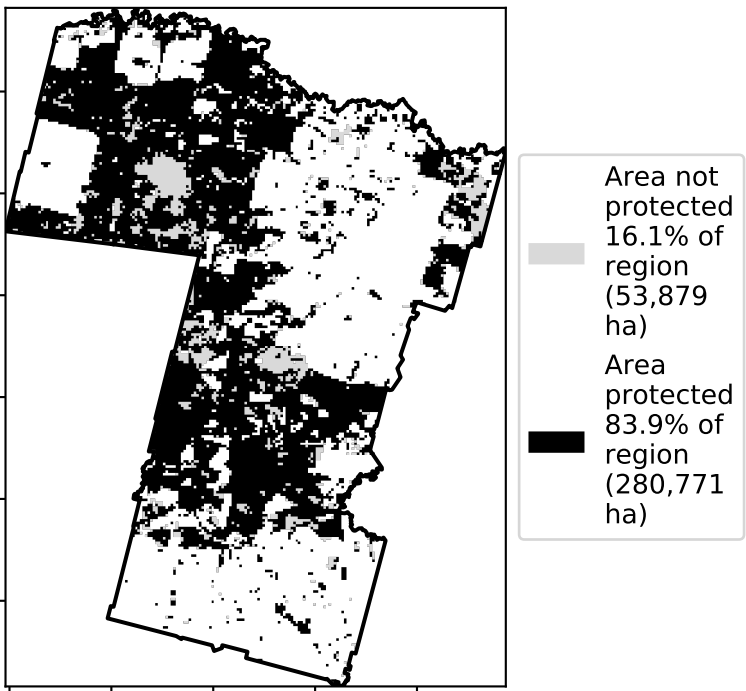 Area not
protected
16.1% of
region
(53,879
ha)
Area
protected
83.9% of
region
(280,771
ha)